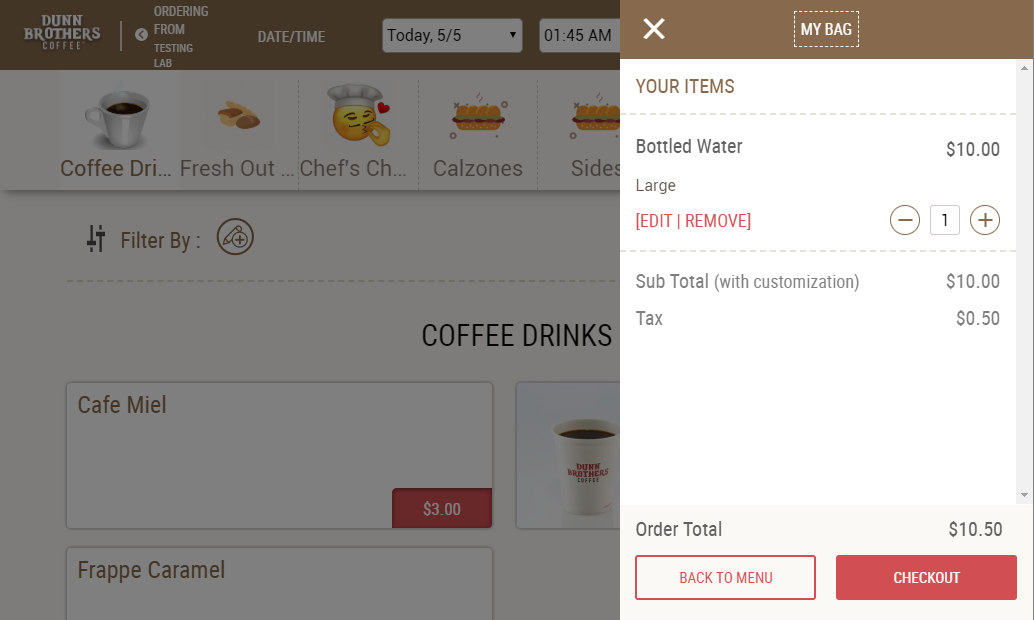 DUNN
BROTHERS
COFFEE
ORDERING
FROM
TESTING
LAB
DATE/TIME
Today, 5/5
01:45 AM
Coffee Dri...
Fresh Out ...
Chef's Ch...
Calzones
Sides
Filter By :
COFFEE DRINKS
Cafe Miel
$3.00
DUNN
BROTHERS
COFFEE
Frappe Caramel
MY BAG
YOUR ITEMS
Bottled Water $10.00
Large
[EDIT | REMOVE] 1
Sub Total (with customization) $10.00
Tax $0.50
Order Total $10.50
BACK TO MENU CHECKOUT